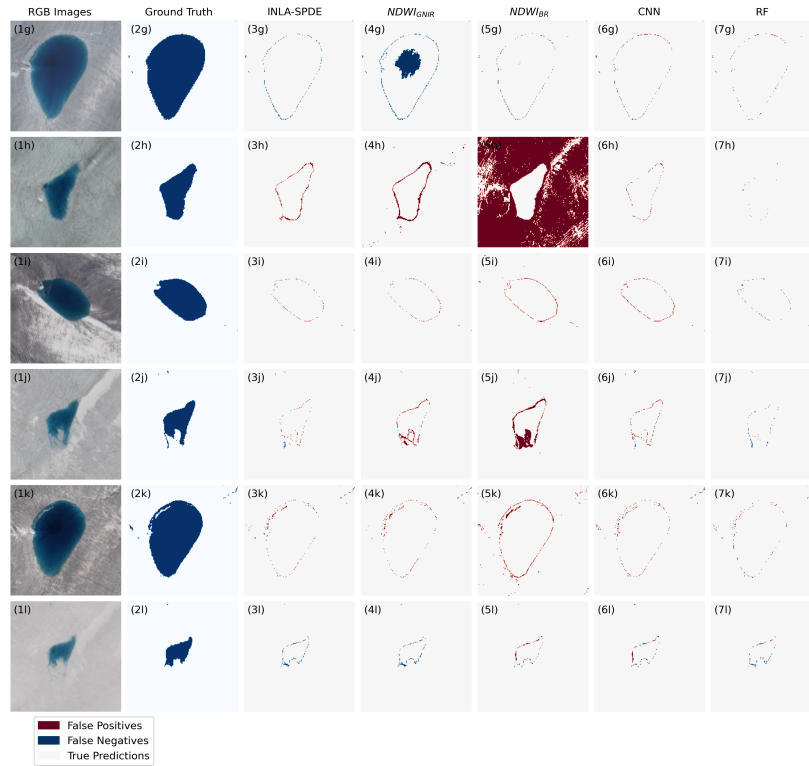 RGB Images Ground Truth INLA-SPDE NDWI_GNIR NDWI_BR CNN RF
(1g) (2g) (3g) (4g) (5g) (6g) (7g)
(1h) (2h) (3h) (4h) (5h) (6h) (7h)
(1i) (2i) (3i) (4i) (5i) (6i) (7i)
(1j) (2j) (3j) (4j) (5j) (6j) (7j)
(1k) (2k) (3k) (4k) (5k) (6k) (7k)
(1l) (2l) (3l) (4l) (5l) (6l) (7l)
False Positives
False Negatives
True Predictions